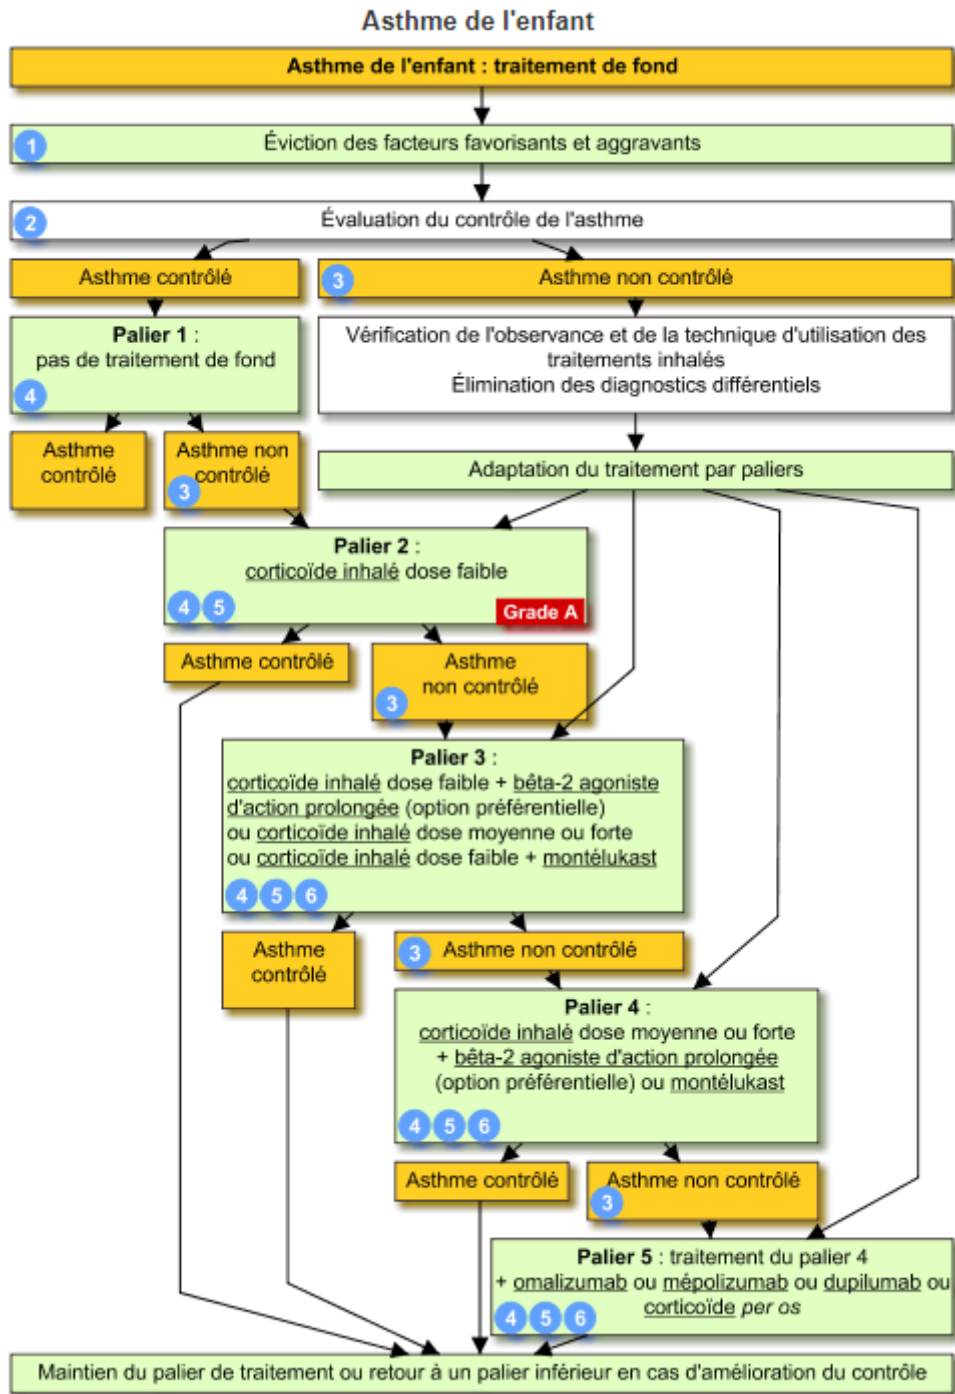 Asthme de l'enfant
Asthme de l'enfant : traitement de fond
1
Éviction des facteurs favorisants et aggravants
2
Évaluation du contrôle de l'asthme
Asthme contrôlé
3
Asthme non contrôlé
Palier 1 :
pas de traitement de fond
4
Vérification de l'observance et de la technique d'utilisation des
traitements inhalés
Élimination des diagnostics différentiels
Asthme
contrôlé
Asthme non
contrôlé
3
Adaptation du traitement par paliers
Palier 2 :
corticoïde inhalé dose faible
4 5
Grade A
Asthme contrôlé
Asthme
non contrôlé
3
Palier 3 :
corticoïde inhalé dose faible + bêta-2 agoniste
d'action prolongée (option préférentielle)
ou corticoïde inhalé dose moyenne ou forte
ou corticoïde inhalé dose faible + montélukast
4 5 6
Asthme
contrôlé
3
Asthme non contrôlé
Palier 4 :
corticoïde inhalé dose moyenne ou forte
+ bêta-2 agoniste d'action prolongée
(option préférentielle) ou montélukast
4 5 6
Asthme contrôlé
Asthme non contrôlé
3
Palier 5 : traitement du palier 4
+ omalizumab ou mépolizumab ou dupilumab ou
corticoïde per os
4 5 6
Maintien du palier de traitement ou retour à un palier inférieur en cas d'amélioration du contrôle